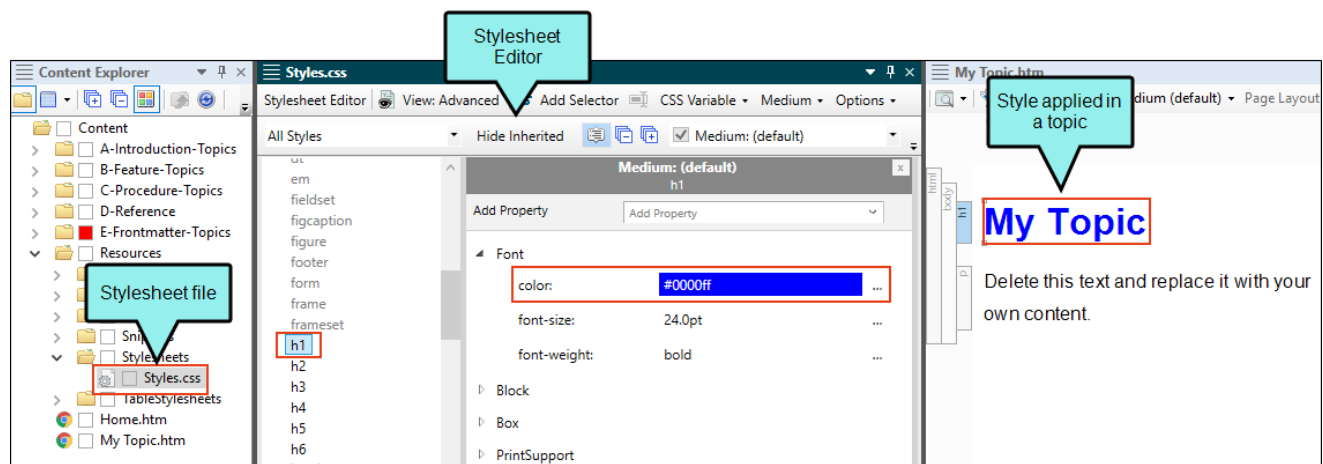 Stylesheet
Editor
Content Explorer
Content
A-Introduction-Topics
B-Feature-Topics
C-Procedure-Topics
D-Reference
E-Frontmatter-Topics
Resources
Stylesheet file
Stylesheets
Styles.css
TableStylesheets
Home.htm
My Topic.htm
Styles.css
Stylesheet Editor View: Advanced Add Selector CSS Variable Medium Options
All Styles Hide Inherited Medium: (default)
em
fieldset
figcaption
figure
footer
form
frame
frameset
h1
h2
h3
h4
h5
h6
Medium: (default)
h1
Add Property Add Property
Font
color: #0000ff ...
font-size: 24.0pt ...
font-weight: bold ...
Block
Box
PrintSupport
My Topic.htm
(default) Page Layout
Style applied in
a topic
html
body
h1
p
My Topic
Delete this text and replace it with your
own content.